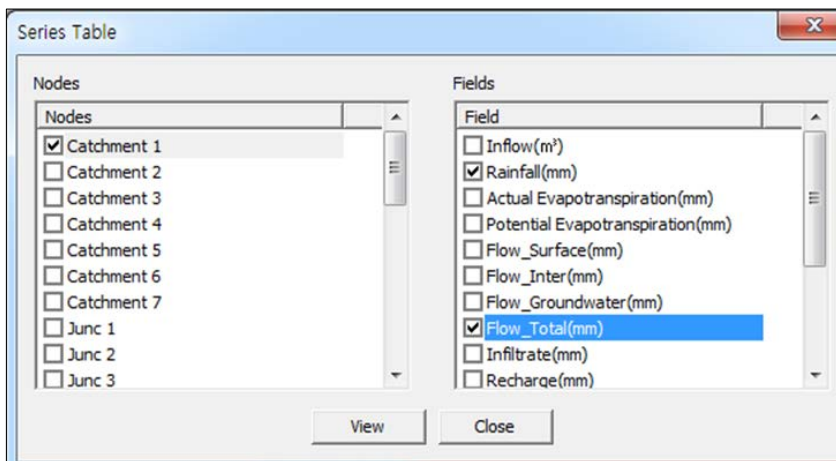 Series Table
Nodes
Nodes
Catchment 1
Catchment 2
Catchment 3
Catchment 4
Catchment 5
Catchment 6
Catchment 7
Junc 1
Junc 2
Junc 3
Fields
Field
Inflow(m³)
Rainfall(mm)
Actual Evapotranspiration(mm)
Potential Evapotranspiration(mm)
Flow_Surface(mm)
Flow_Inter(mm)
Flow_Groundwater(mm)
Flow_Total(mm)
Infiltrate(mm)
Recharge(mm)
View
Close